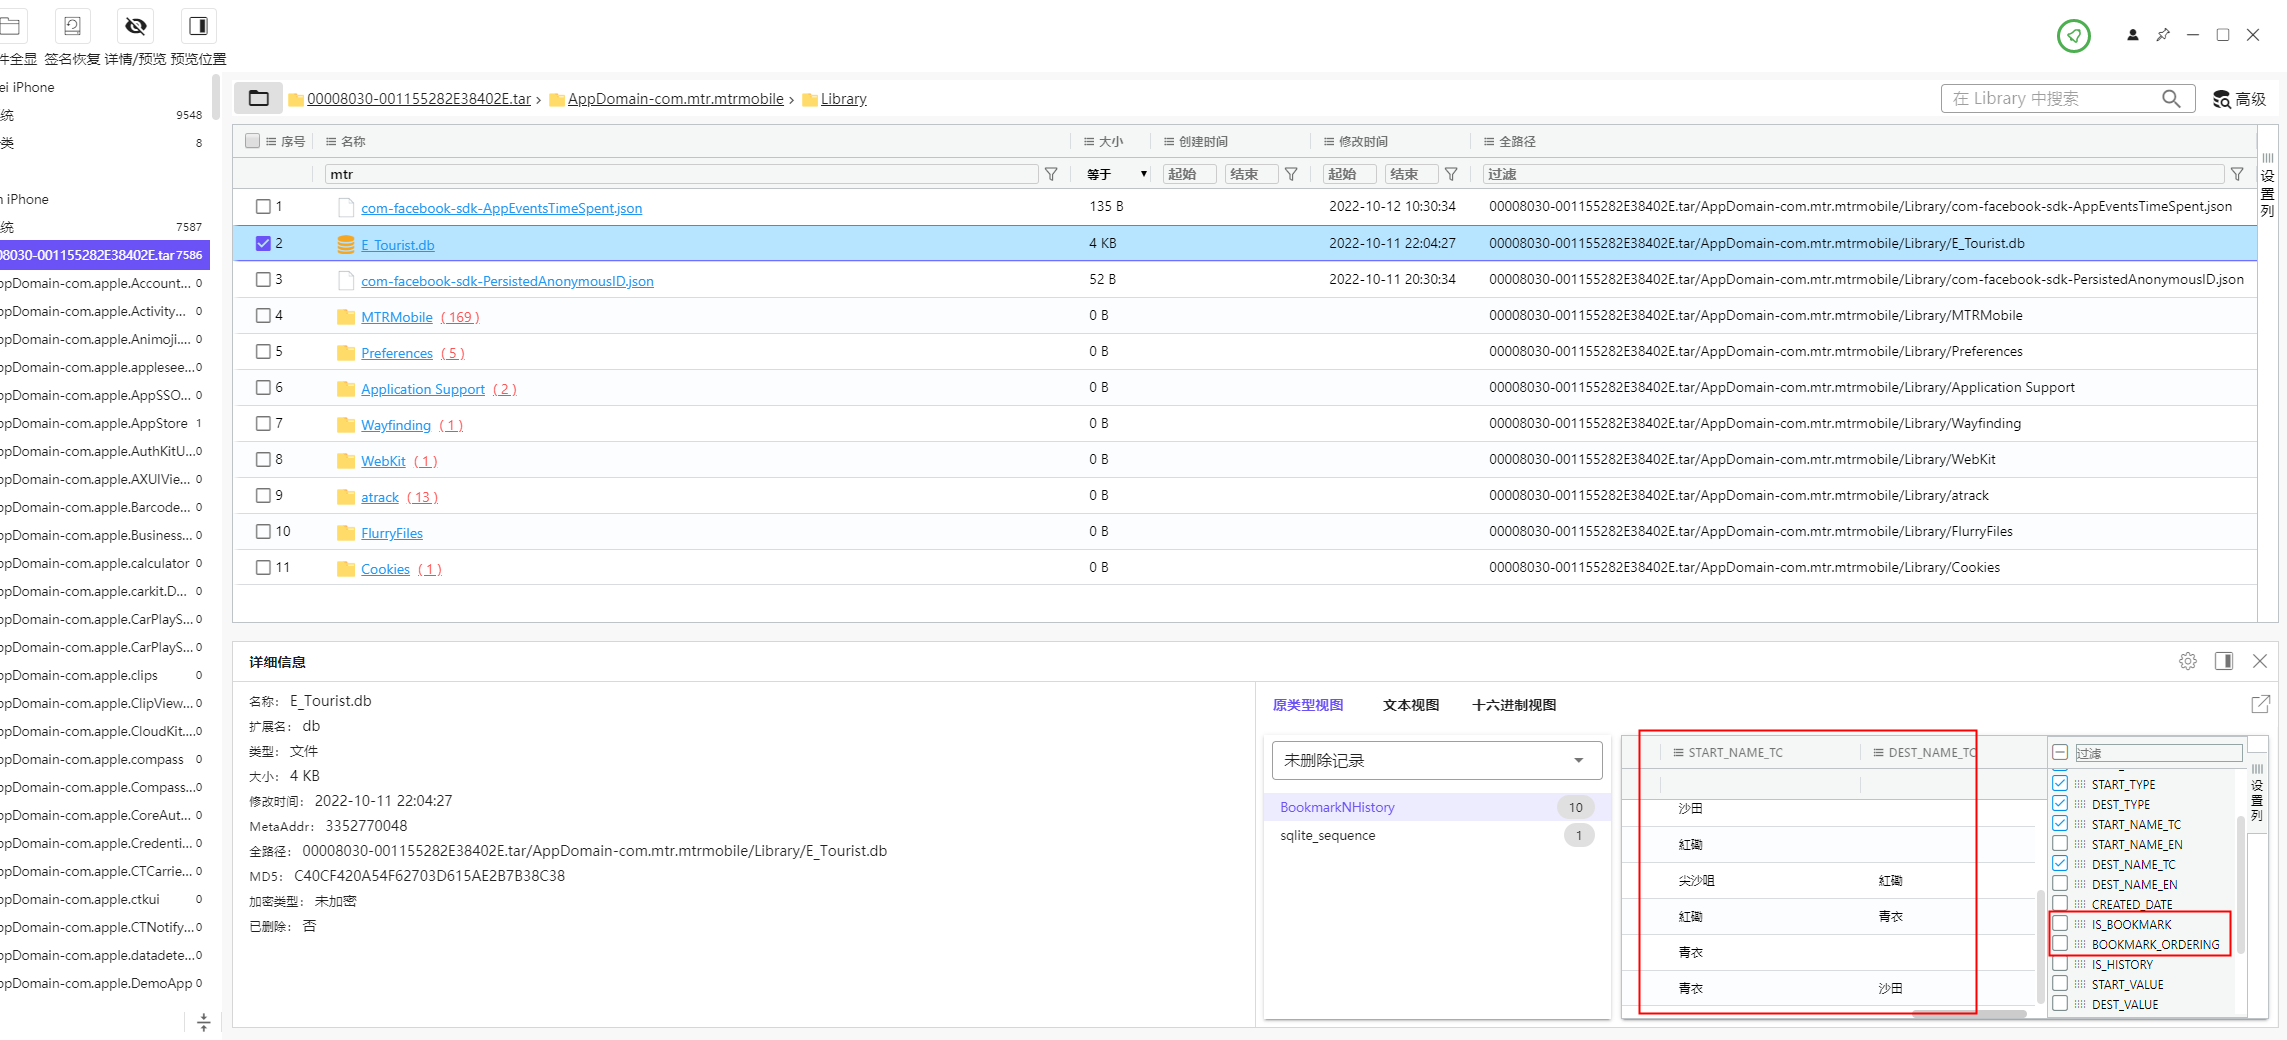 件全显 签名恢复 详情/预览 预览位置
ei iPhone
统 9548
类 8
iPhone
统 7587
08030-001155282E38402E.tar 7586
ppDomain-com.apple.Account... 0
ppDomain-com.apple.Activity... 0
ppDomain-com.apple.Animoji.... 0
ppDomain-com.apple.appleseе...0
ppDomain-com.apple.AppSSO... 0
ppDomain-com.apple.AppStore 1
ppDomain-com.apple.AuthKitU...0
ppDomain-com.apple.AXUIVie... 0
ppDomain-com.apple.Barcode... 0
ppDomain-com.apple.Business... 0
ppDomain-com.apple.calculator 0
ppDomain-com.apple.carkit.D... 0
ppDomain-com.apple.CarPlayS... 0
ppDomain-com.apple.CarPlayS... 0
ppDomain-com.apple.clips 0
ppDomain-com.apple.ClipView... 0
ppDomain-com.apple.CloudKit....0
ppDomain-com.apple.compass 0
ppDomain-com.apple.Compass...0
ppDomain-com.apple.CoreAut... 0
ppDomain-com.apple.Credenti... 0
ppDomain-com.apple.CTCarrie... 0
ppDomain-com.apple.ctkui 0
ppDomain-com.apple.CTNotify...0
ppDomain-com.apple.datadete... 0
ppDomain-com.apple.DemoApp 0
00008030-001155282E38402E.tar › AppDomain-com.mtr.mtrmobile › Library
在 Library 中搜索 高级
序号 名称 大小 创建时间 修改时间 全路径
mtr 等于 起始 结束 起始 结束 过滤
设置列
1 com-facebook-sdk-AppEventsTimeSpent.json 135 B 2022-10-12 10:30:34 00008030-001155282E38402E.tar/AppDomain-com.mtr.mtrmobile/Library/com-facebook-sdk-AppEventsTimeSpent.json
2 E_Tourist.db 4 KB 2022-10-11 22:04:27 00008030-001155282E38402E.tar/AppDomain-com.mtr.mtrmobile/Library/E_Tourist.db
3 com-facebook-sdk-PersistedAnonymousID.json 52 B 2022-10-11 20:30:34 00008030-001155282E38402E.tar/AppDomain-com.mtr.mtrmobile/Library/com-facebook-sdk-PersistedAnonymousID.json
4 MTRMobile ( 169 ) 0 B 00008030-001155282E38402E.tar/AppDomain-com.mtr.mtrmobile/Library/MTRMobile
5 Preferences ( 5 ) 0 B 00008030-001155282E38402E.tar/AppDomain-com.mtr.mtrmobile/Library/Preferences
6 Application Support ( 2 ) 0 B 00008030-001155282E38402E.tar/AppDomain-com.mtr.mtrmobile/Library/Application Support
7 Wayfinding ( 1 ) 0 B 00008030-001155282E38402E.tar/AppDomain-com.mtr.mtrmobile/Library/Wayfinding
8 WebKit ( 1 ) 0 B 00008030-001155282E38402E.tar/AppDomain-com.mtr.mtrmobile/Library/WebKit
9 atrack ( 13 ) 0 B 00008030-001155282E38402E.tar/AppDomain-com.mtr.mtrmobile/Library/atrack
10 FlurryFiles 0 B 00008030-001155282E38402E.tar/AppDomain-com.mtr.mtrmobile/Library/FlurryFiles
11 Cookies ( 1 ) 0 B 00008030-001155282E38402E.tar/AppDomain-com.mtr.mtrmobile/Library/Cookies
详细信息
名称： E_Tourist.db
扩展名： db
类型： 文件
大小： 4 KB
修改时间： 2022-10-11 22:04:27
MetaAddr： 3352770048
全路径： 00008030-001155282E38402E.tar/AppDomain-com.mtr.mtrmobile/Library/E_Tourist.db
MD5： C40CF420A54F62703D615AE2B7B38C38
加密类型： 未加密
已删除： 否
原类型视图 文本视图 十六进制视图
未删除记录
BookmarkNHistory 10
sqlite_sequence 1
START_NAME_TC DEST_NAME_TC
沙田
紅磡
尖沙咀 紅磡
紅磡 青衣
青衣
青衣 沙田
过滤
START_TYPE
DEST_TYPE
START_NAME_TC
START_NAME_EN
DEST_NAME_TC
DEST_NAME_EN
CREATED_DATE
IS_BOOKMARK
BOOKMARK_ORDERING
IS_HISTORY
START_VALUE
DEST_VALUE
设置列